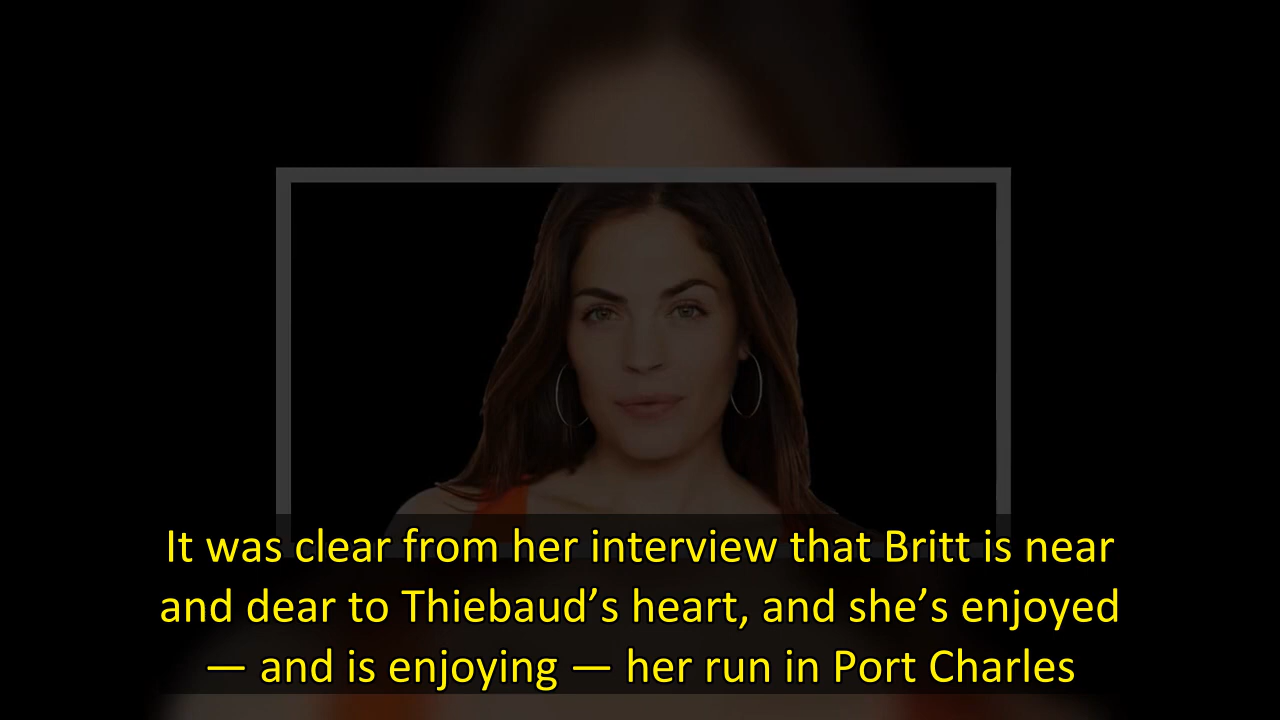 It was clear from her interview that Britt is near
and dear to Thiebaud’s heart, and she’s enjoyed
— and is enjoying — her run in Port Charles